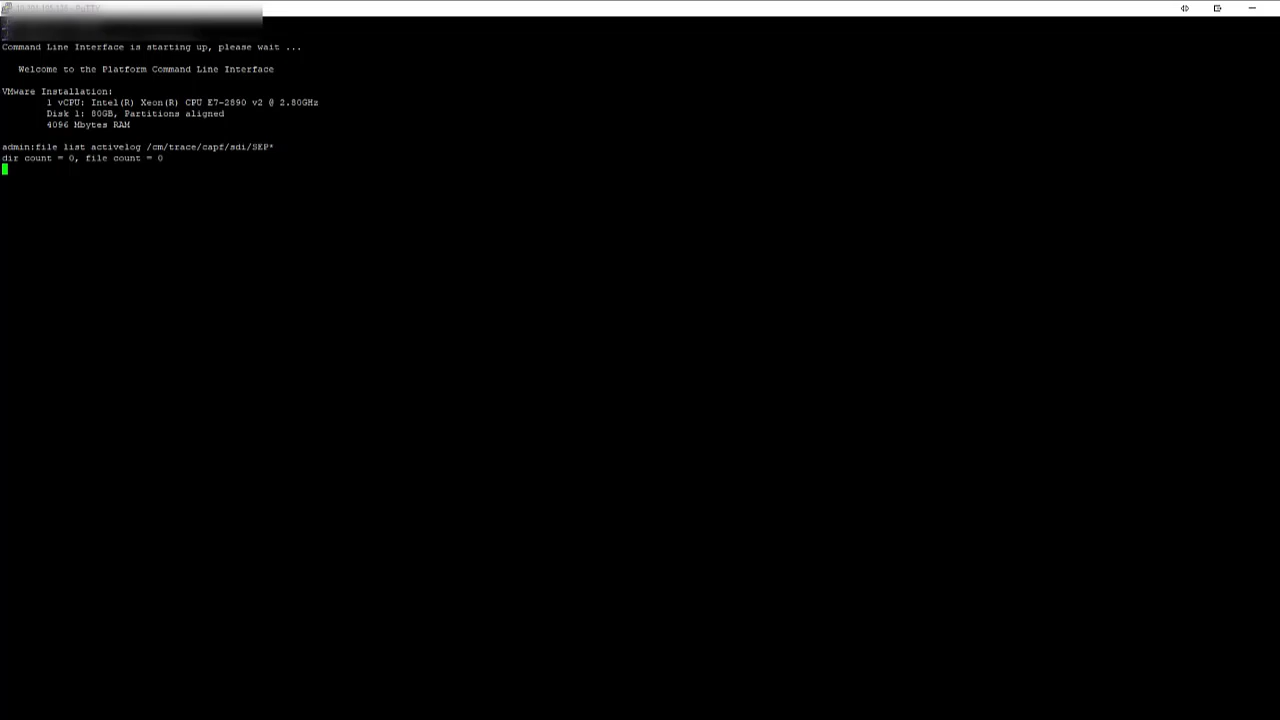 Command Line Interface is starting up, please wait ...
Welcome to the Platform Command Line Interface
VMware Installation:
1 vCPU: Intel(R) Xeon(R) CPU E7-2890 v2 @ 2.80GHz
Disk 1: 80GB, Partitions aligned
4096 Mbytes RAM
admin:file list activelog /cm/trace/capf/sdi/SEP*
dir count = 0, file count = 0